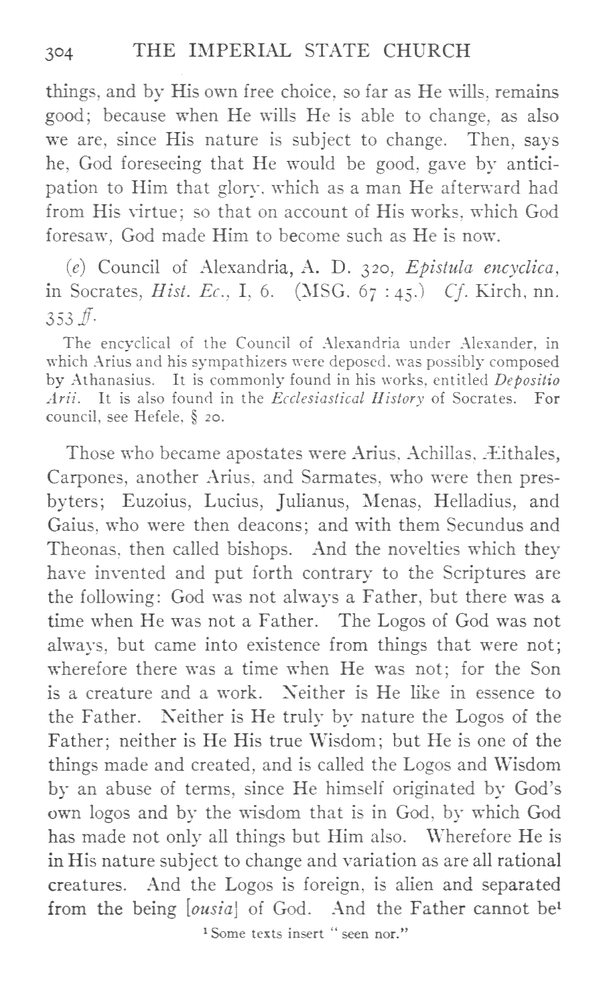 304 THE IMPERIAL STATE CHURCH
things, and by His own free choice, so far as He wills, remains
good; because when He wills He is able to change, as also
we are, since His nature is subject to change. Then, says
he, God foreseeing that He would be good, gave by antici-
pation to Him that glory, which as a man He afterward had
from His virtue; so that on account of His works, which God
foresaw, God made Him to become such as He is now.
(e) Council of Alexandria, A. D. 320, Epistula encyclica,
in Socrates, Hist. Ec., I, 6. (MSG, 67 : 45.) Cf. Kirch, nn.
353 ff.
The encyclical of the Council of Alexandria under Alexander, in
which Arius and his sympathizers were deposed, was possibly composed
by Athanasius. It is commonly found in his works, entitled Depositio
Arii. It is also found in the Ecclesiastical History of Socrates. For
council, see Hefele, § 20.
Those who became apostates were Arius, Achillas, Æithales,
Carpones, another Arius, and Sarmates, who were then pres-
byters; Euzoius, Lucius, Julianus, Menas, Helladius, and
Gaius, who were then deacons; and with them Secundus and
Theonas, then called bishops. And the novelties which they
have invented and put forth contrary to the Scriptures are
the following: God was not always a Father, but there was a
time when He was not a Father. The Logos of God was not
always, but came into existence from things that were not;
wherefore there was a time when He was not; for the Son
is a creature and a work. Neither is He like in essence to
the Father. Neither is He truly by nature the Logos of the
Father; neither is He His true Wisdom; but He is one of the
things made and created, and is called the Logos and Wisdom
by an abuse of terms, since He himself originated by God's
own logos and by the wisdom that is in God, by which God
has made not only all things but Him also. Wherefore He is
in His nature subject to change and variation as are all rational
creatures. And the Logos is foreign, is alien and separated
from the being [ousia] of God. And the Father cannot be¹
¹ Some texts insert "seen nor."